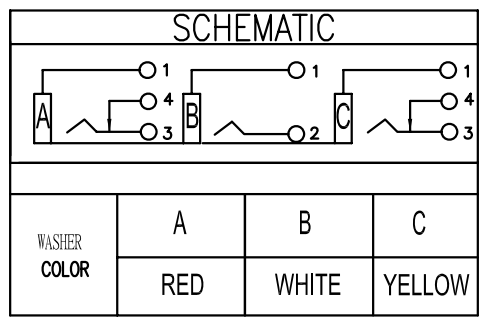 SCHEMATIC
1 1 1
A 4 B C 4
3 2 3
WASHER COLOR A B C
RED WHITE YELLOW